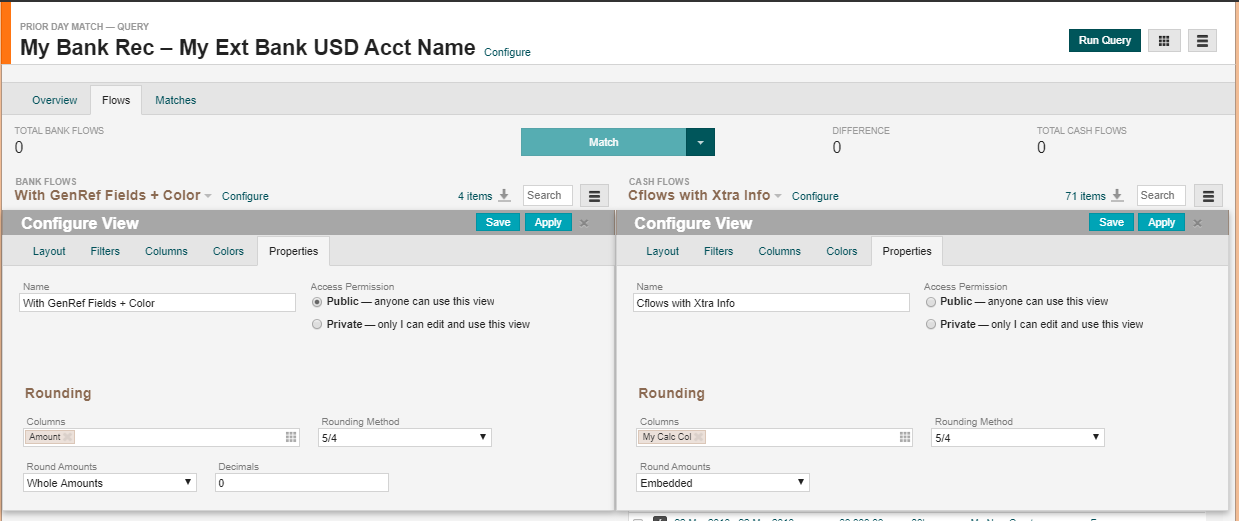 PRIOR DAY MATCH — QUERY
My Bank Rec – My Ext Bank USD Acct Name Configure
Run Query
Overview Flows Matches
TOTAL BANK FLOWS
0
Match
DIFFERENCE
0
TOTAL CASH FLOWS
0
BANK FLOWS
With GenRef Fields + Color Configure 4 items Search
CASH FLOWS
Cflows with Xtra Info Configure 71 items Search
Configure View Save Apply ×
Layout Filters Columns Colors Properties
Name
With GenRef Fields + Color
Access Permission
Public — anyone can use this view
Private — only I can edit and use this view
Rounding
Columns
Amount
Rounding Method
5/4
Round Amounts
Whole Amounts
Decimals
0
Configure View Save Apply ×
Layout Filters Columns Colors Properties
Name
Cflows with Xtra Info
Access Permission
Public — anyone can use this view
Private — only I can edit and use this view
Rounding
Columns
My Calc Col
Rounding Method
5/4
Round Amounts
Embedded